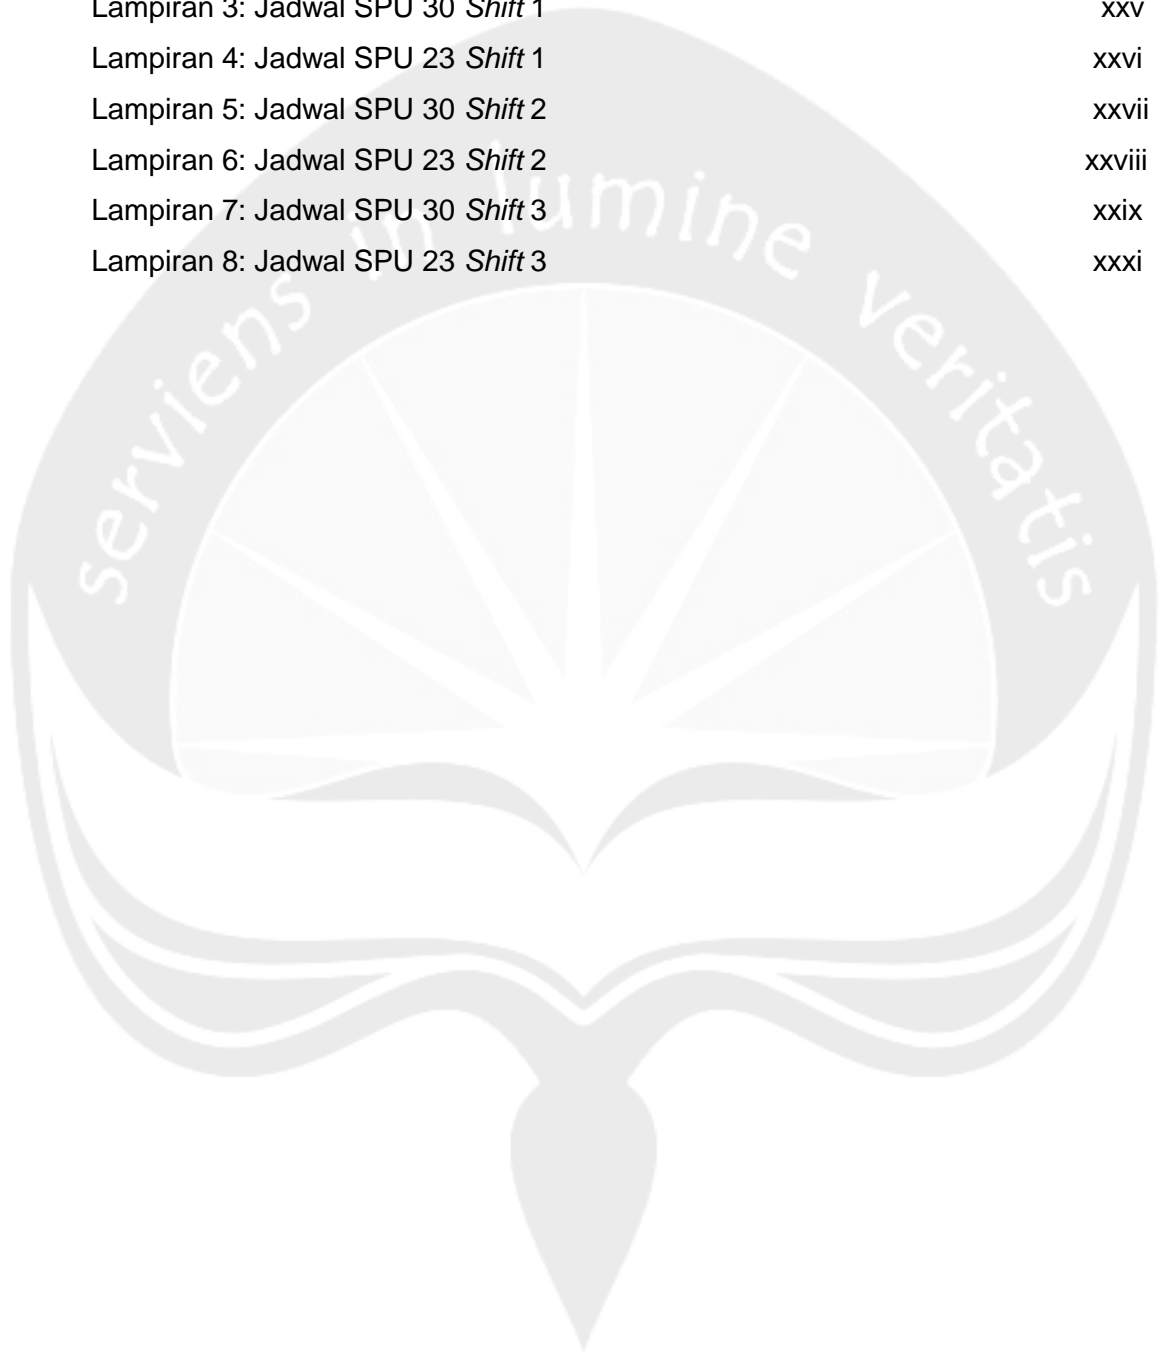 Lampiran 3: Jadwal SPU 30 Shift 1 xxv
Lampiran 4: Jadwal SPU 23 Shift 1 xxvi
Lampiran 5: Jadwal SPU 30 Shift 2 xxvii
Lampiran 6: Jadwal SPU 23 Shift 2 xxviii
Lampiran 7: Jadwal SPU 30 Shift 3 xxix
Lampiran 8: Jadwal SPU 23 Shift 3 xxxi
serviens in lumine veritatis